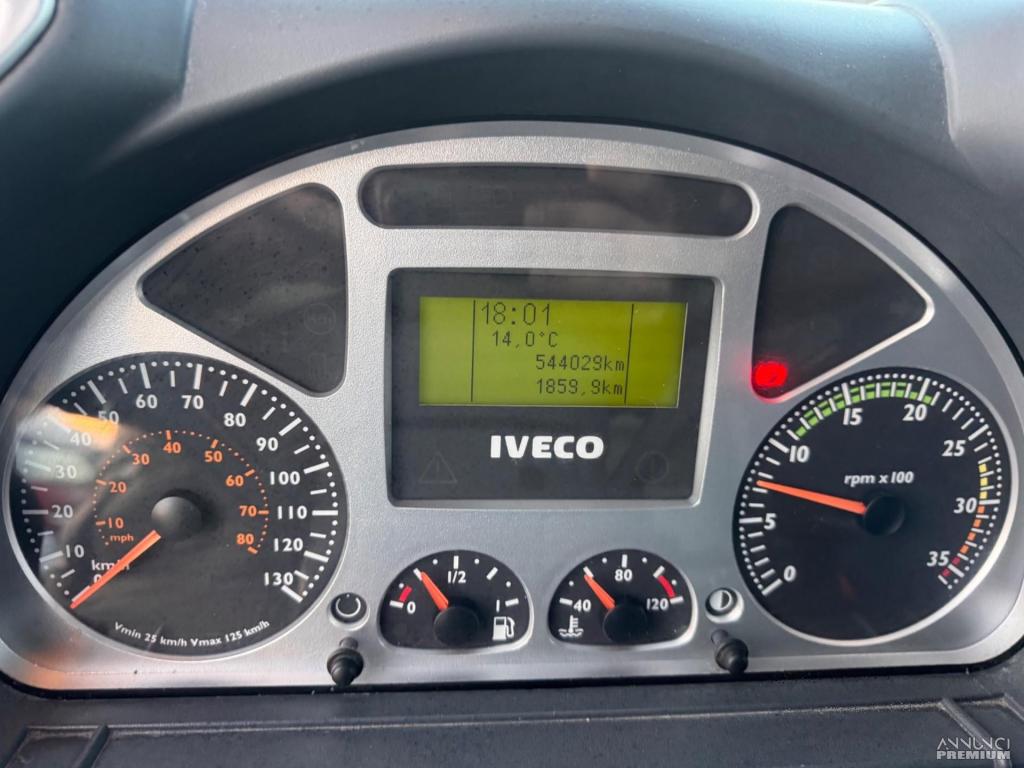 18:01
14,0°C
544029km
1859,9km
IVECO
10 20 30 40 50 60 70 80 90 100 110 120 130
km/h
10 20 30 40 50 60 70 80
mph
Vmin 25 km/h Vmax 125 km/h
0 1/2 1
40 80 120
0 5 10 15 20 25 30 35
rpm x 100
ANNUNCI
PREMIUM